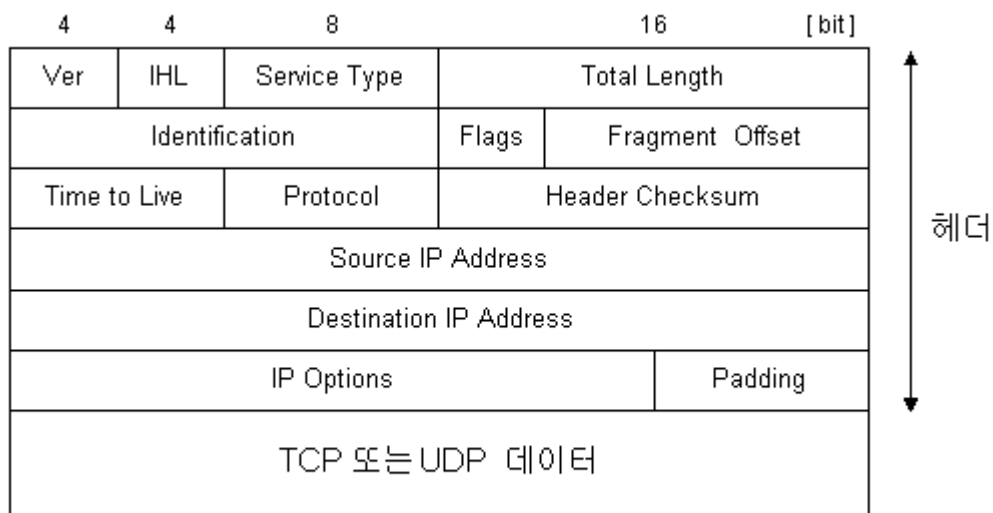 4 4 8 16 [bit]
Ver IHL Service Type Total Length
Identification Flags Fragment Offset
Time to Live Protocol Header Checksum
헤더
Source IP Address
Destination IP Address
IP Options Padding
TCP 또는 UDP 데이터